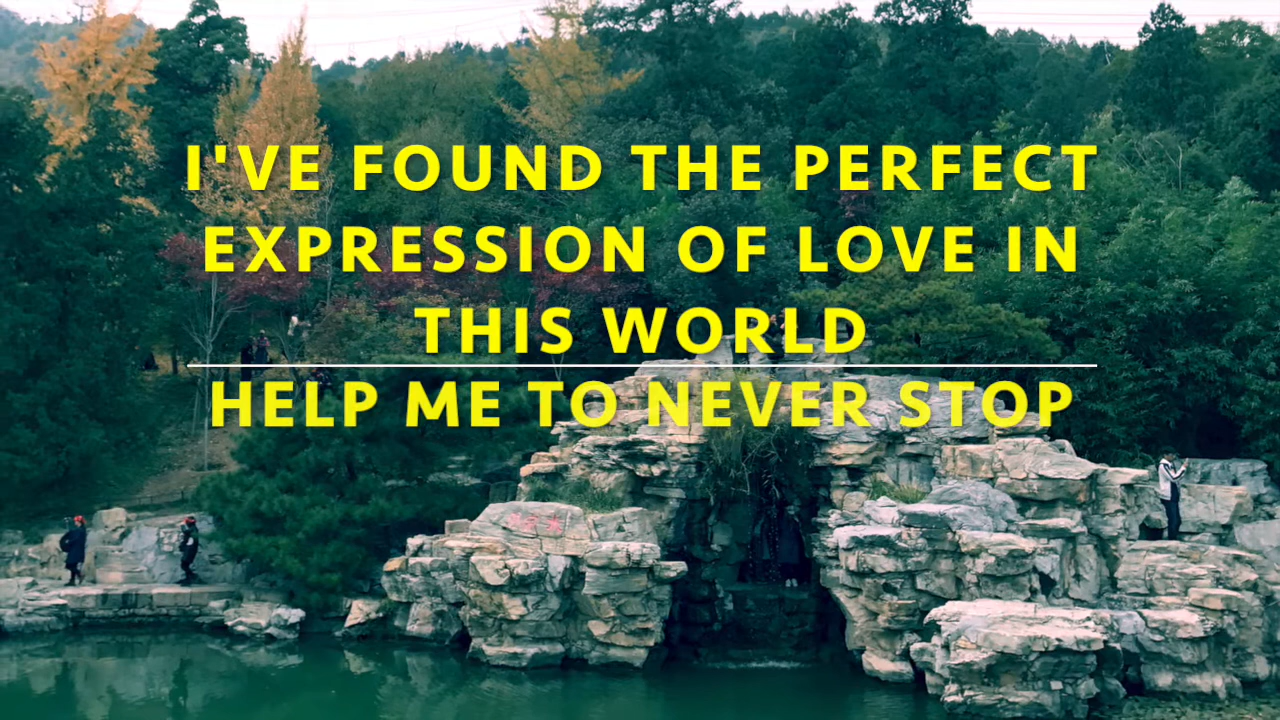 I'VE FOUND THE PERFECT
EXPRESSION OF LOVE IN
THIS WORLD
HELP ME TO NEVER STOP